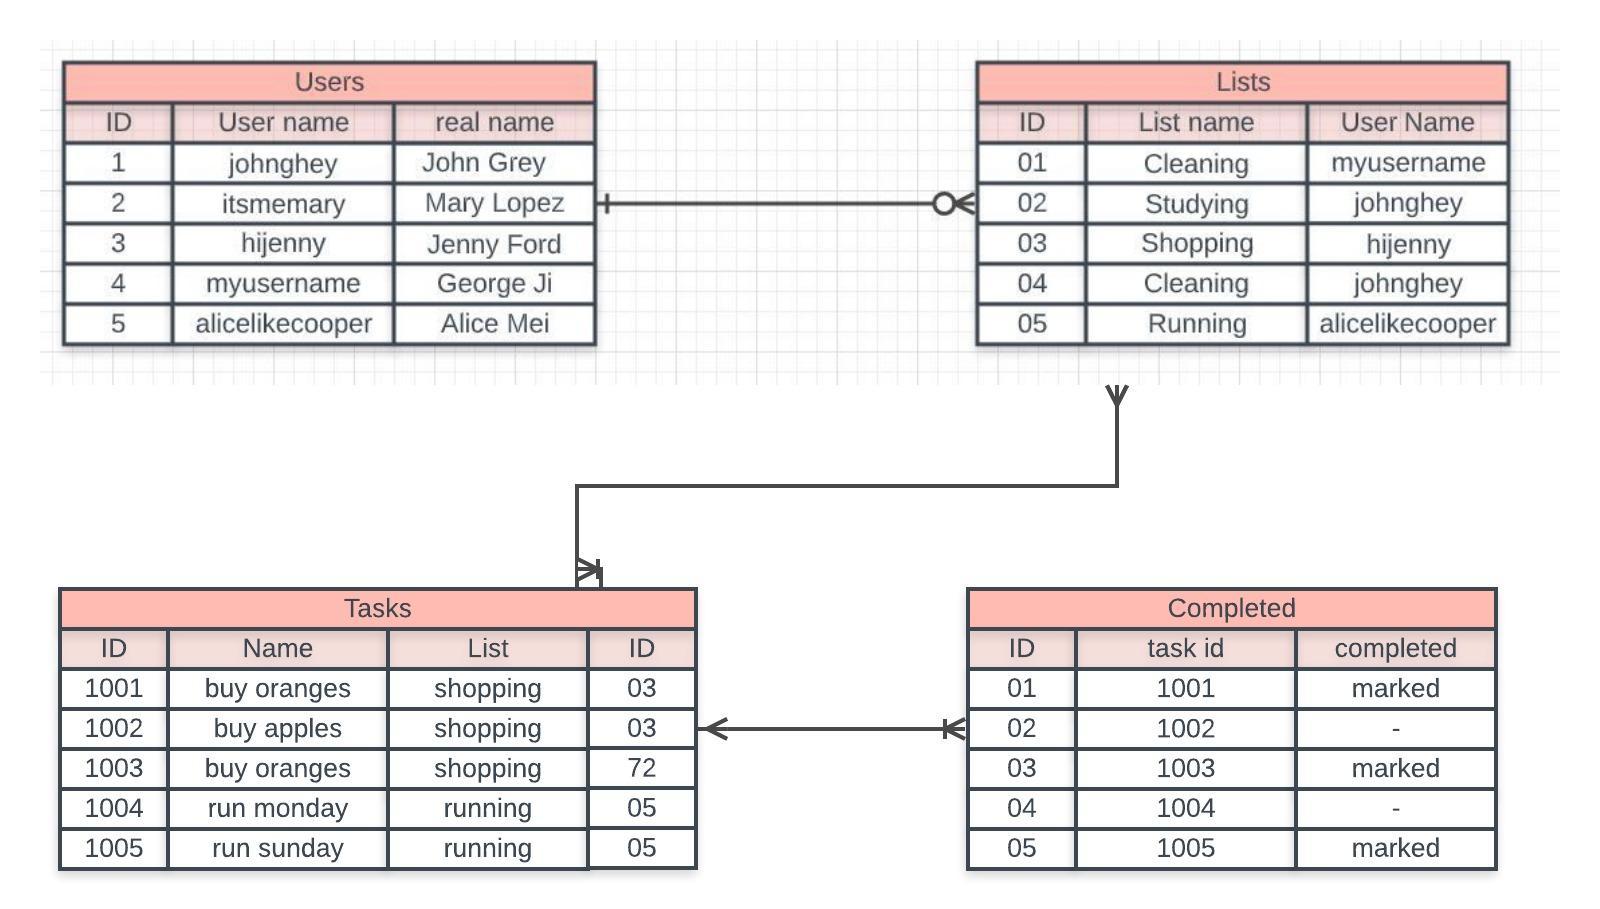 Users
ID User name real name
1 johnghey John Grey
2 itsmemary Mary Lopez
3 hijenny Jenny Ford
4 myusername George Ji
5 alicelikecooper Alice Mei
Lists
ID List name User Name
01 Cleaning myusername
02 Studying johnghey
03 Shopping hijenny
04 Cleaning johnghey
05 Running alicelikecooper
Tasks
ID Name List ID
1001 buy oranges shopping 03
1002 buy apples shopping 03
1003 buy oranges shopping 72
1004 run monday running 05
1005 run sunday running 05
Completed
ID task id completed
01 1001 marked
02 1002 -
03 1003 marked
04 1004 -
05 1005 marked